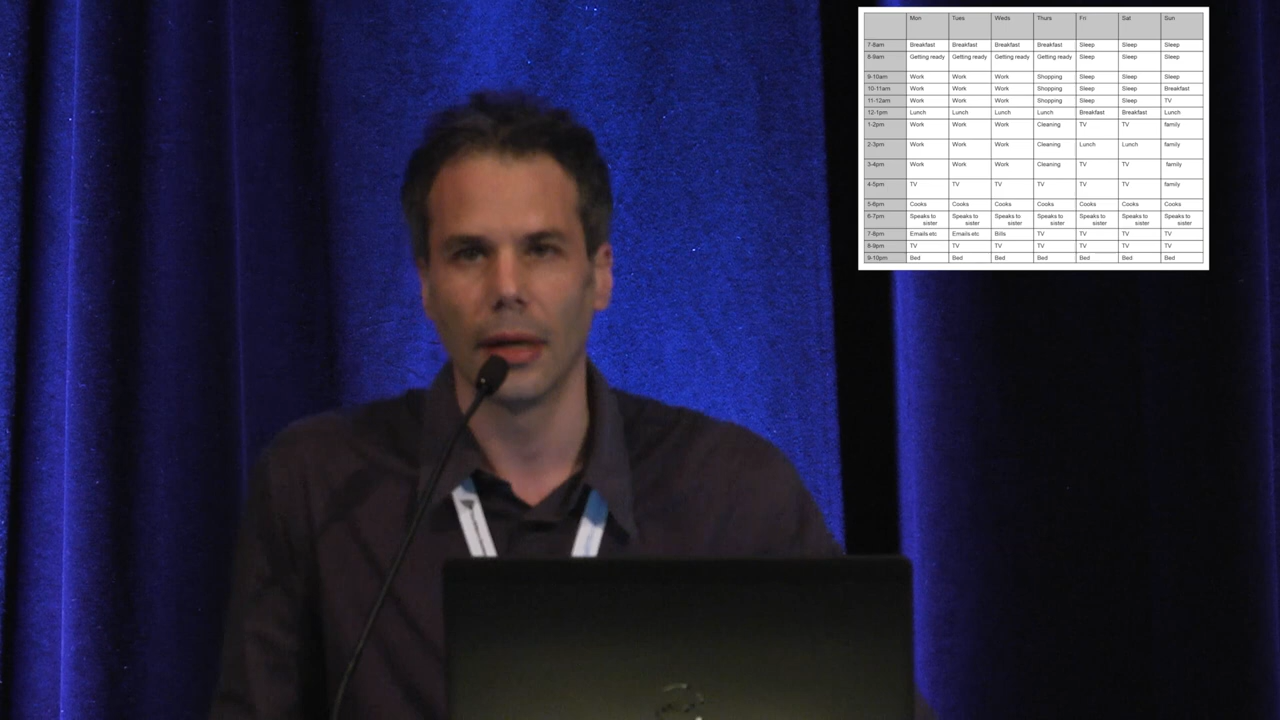 Mon Tues Weds Thurs Fri Sat Sun
7-8am Breakfast Breakfast Breakfast Breakfast Sleep Sleep Sleep
8-9am Getting ready Getting ready Getting ready Getting ready Sleep Sleep Sleep
9-10am Work Work Work Shopping Sleep Sleep Sleep
10-11am Work Work Work Shopping Sleep Sleep Breakfast
11-12am Work Work Work Shopping Sleep Sleep TV
12-1pm Lunch Lunch Lunch Lunch Breakfast Breakfast Lunch
1-2pm Work Work Work Cleaning TV TV family
2-3pm Work Work Work Cleaning Lunch Lunch family
3-4pm Work Work Work Cleaning TV TV family
4-5pm TV TV TV TV TV TV family
5-6pm Cooks Cooks Cooks Cooks Cooks Cooks Cooks
6-7pm Speaks to Speaks to Speaks to Speaks to Speaks to Speaks to Speaks to
sister sister sister sister sister sister sister
7-8pm Emails etc Emails etc Bills TV TV TV TV
8-9pm TV TV TV TV TV TV TV
9-10pm Bed Bed Bed Bed Bed Bed Bed